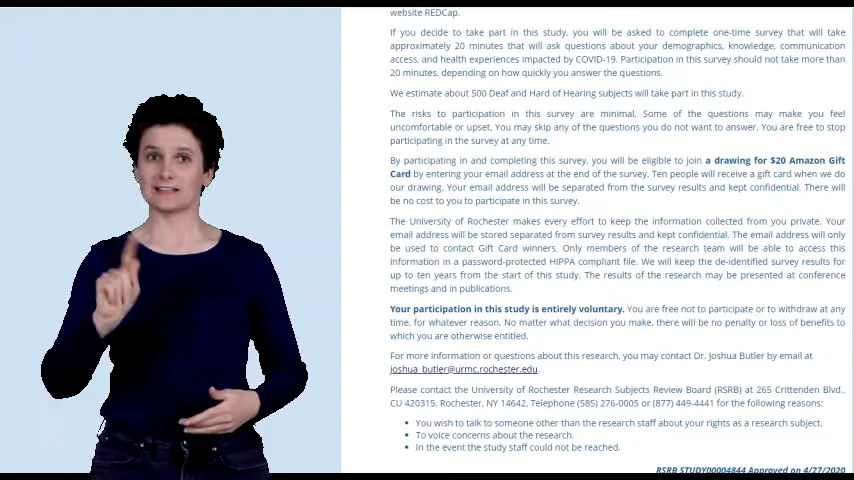 website REDCap.
If you decide to take part in this study, you will be asked to complete one-time survey that will take
approximately 20 minutes that will ask questions about your demographics, knowledge, communication
access, and health experiences impacted by COVID-19. Participation in this survey should not take more than
20 minutes, depending on how quickly you answer the questions.
We estimate about 500 Deaf and Hard of Hearing subjects will take part in this study.
The risks to participation in this survey are minimal. Some of the questions may make you feel
uncomfortable or upset. You may skip any of the questions you do not want to answer. You are free to stop
participating in the survey at any time.
By participating in and completing this survey, you will be eligible to join a drawing for $20 Amazon Gift
Card by entering your email address at the end of the survey. Ten people will receive a gift card when we do
our drawing. Your email address will be separated from the survey results and kept confidential. There will
be no cost to you to participate in this survey.
The University of Rochester makes every effort to keep the information collected from you private. Your
email address will be stored separated from survey results and kept confidential. The email address will only
be used to contact Gift Card winners. Only members of the research team will be able to access this
information in a password-protected HIPPA compliant file. We will keep the de-identified survey results for
up to ten years from the start of this study. The results of the research may be presented at conference
meetings and in publications.
Your participation in this study is entirely voluntary. You are free not to participate or to withdraw at any
time, for whatever reason. No matter what decision you make, there will be no penalty or loss of benefits to
which you are otherwise entitled.
For more information or questions about this research, you may contact Dr. Joshua Butler by email at
joshua_butler@urmc.rochester.edu.
Please contact the University of Rochester Research Subjects Review Board (RSRB) at 265 Crittenden Blvd.,
CU 420315, Rochester, NY 14642, Telephone (585) 276-0005 or (877) 449-4441 for the following reasons:
• You wish to talk to someone other than the research staff about your rights as a research subject.
• To voice concerns about the research.
• In the event the study staff could not be reached.
RSRB STUDY00004844 Approved on 4/27/2020